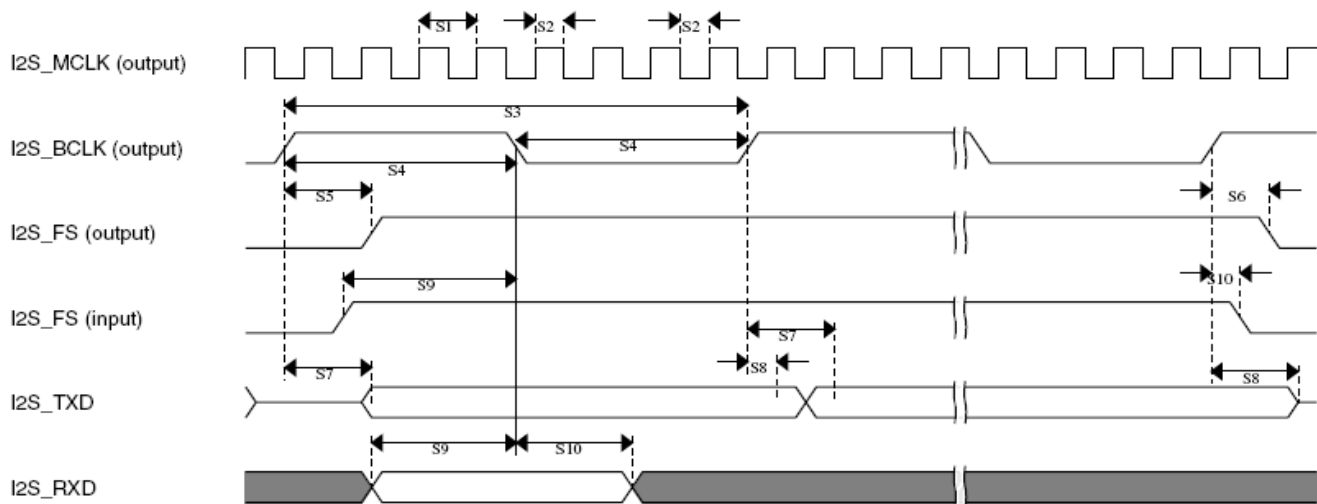 S1 S2 S2
I2S_MCLK (output)
S3
I2S_BCLK (output)
S4
S4
S5 S6
I2S_FS (output)
S9 S10
I2S_FS (input)
S7
S8
S7 S8
I2S_TXD
S9 S10
I2S_RXD